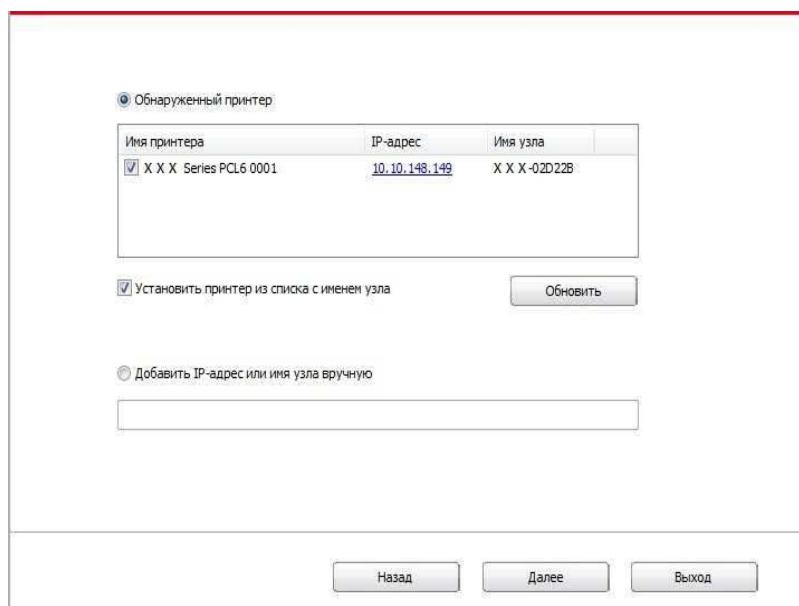 Обнаруженный принтер
Имя принтера IP-адрес Имя узла
X X X Series PCL6 0001 10.10.148.149 X X X-02D22B
Установить принтер из списка с именем узла Обновить
Добавить IP-адрес или имя узла вручную
Назад Далее Выход